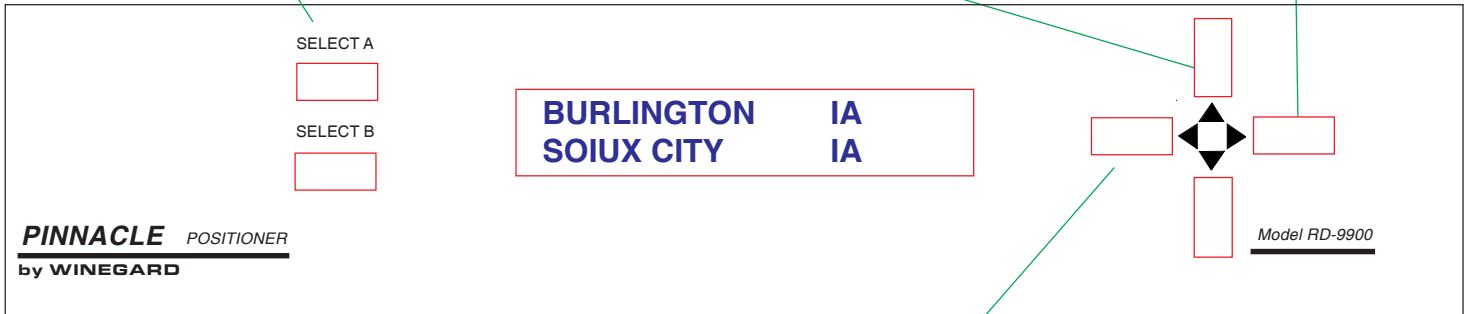 SELECT A
BURLINGTON IA
SELECT B
SOIUX CITY IA
PINNACLE POSITIONER
by WINEGARD
Model RD-9900